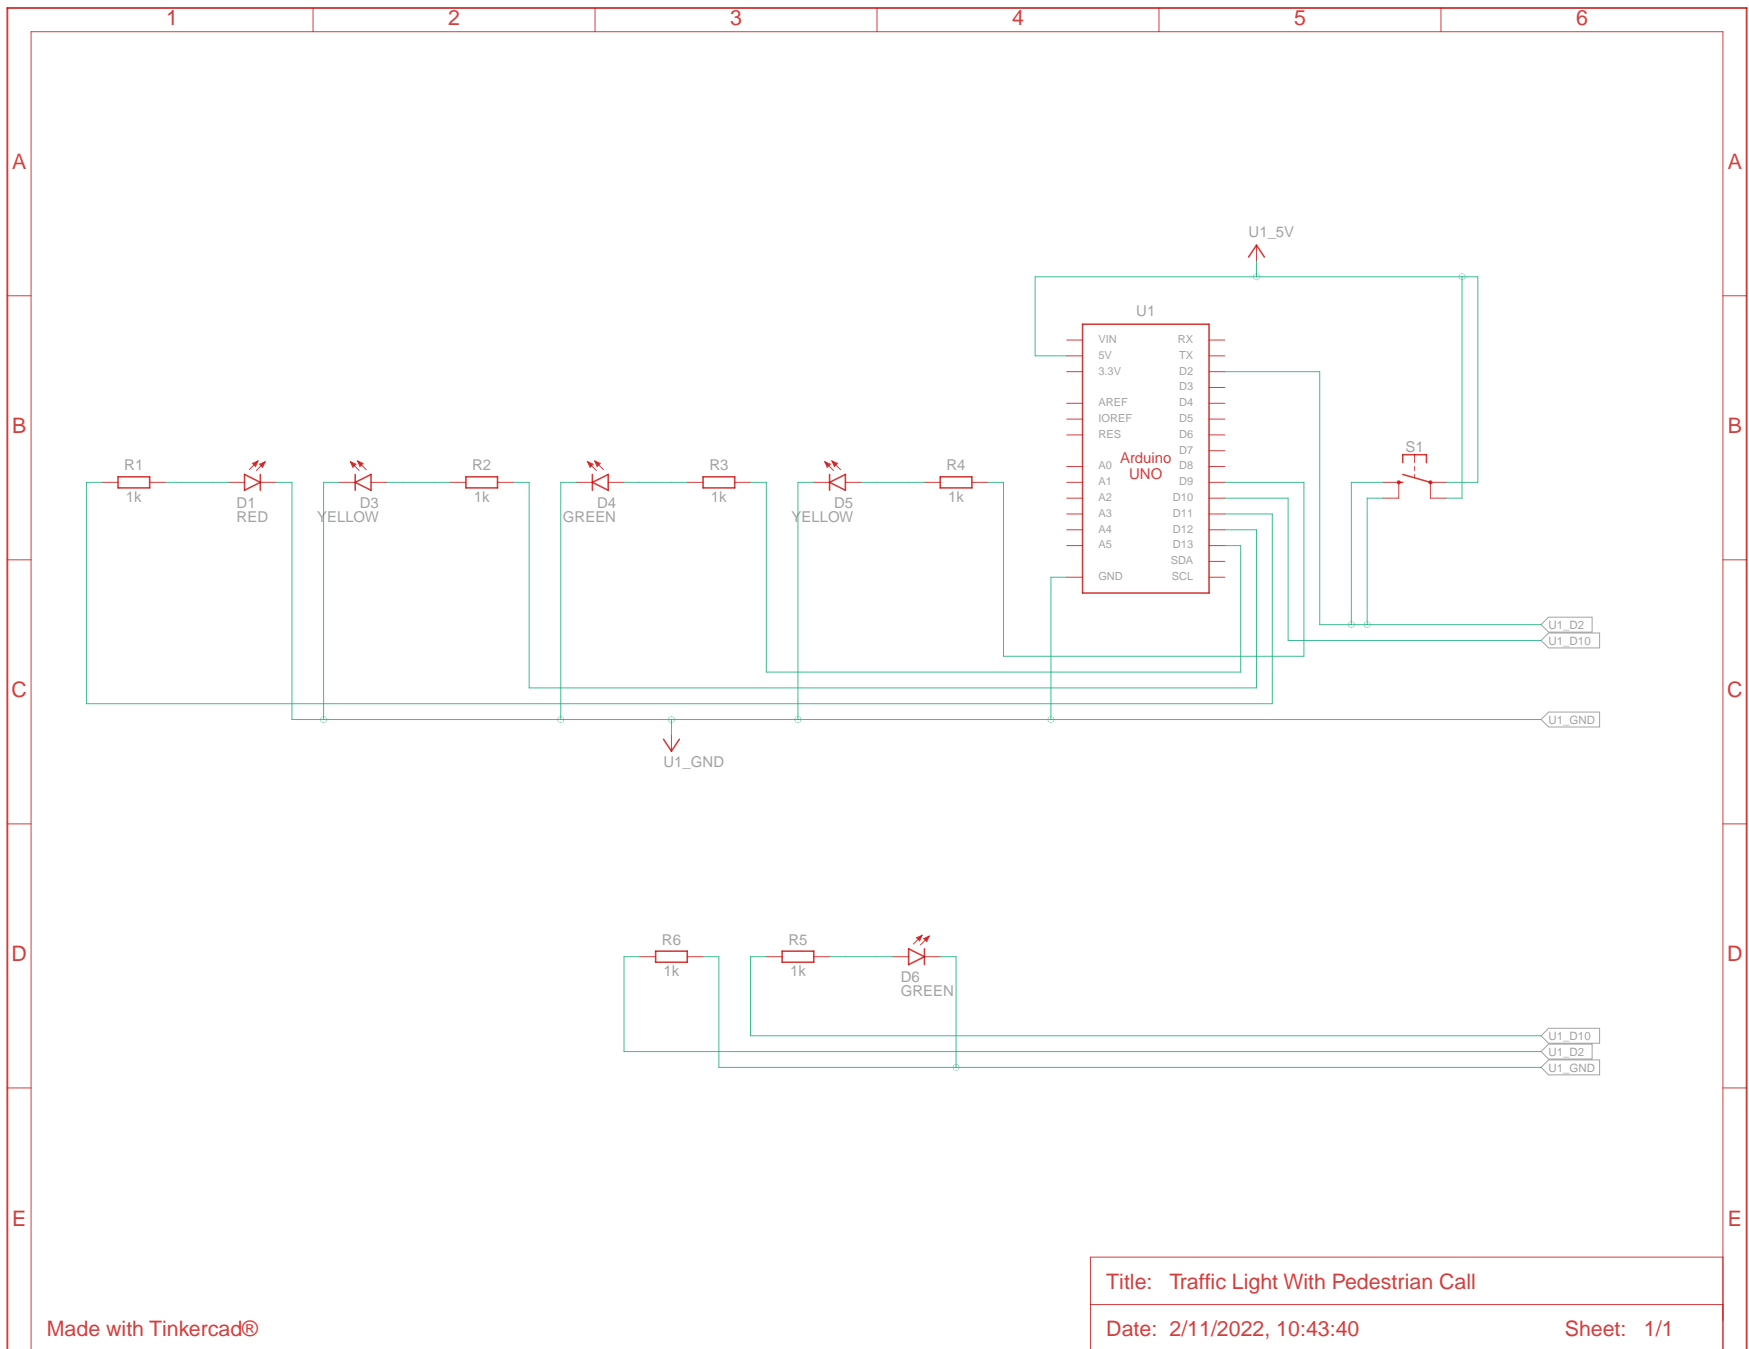 1 2 3 4 5 6
A A
U1_5V
U1
VIN RX
5V TX
3.3V D2
D3
AREF D4
IOREF D5
RES D6
D7
A0 Arduino D8
A1 UNO D9
A2 D10
A3 D11
A4 D12
A5 D13
SDA
GND SCL
B B
S1
R1 R2 R3 R4
1k D1 D3 1k D4 1k D5 1k
RED YELLOW GREEN YELLOW
U1_D2
U1_D10
C C
U1_GND
U1_GND
D D
R6 R5
1k 1k D6
GREEN
U1_D10
U1_D2
U1_GND
E E
Title: Traffic Light With Pedestrian Call
Made with Tinkercad® Date: 2/11/2022, 10:43:40 Sheet: 1/1